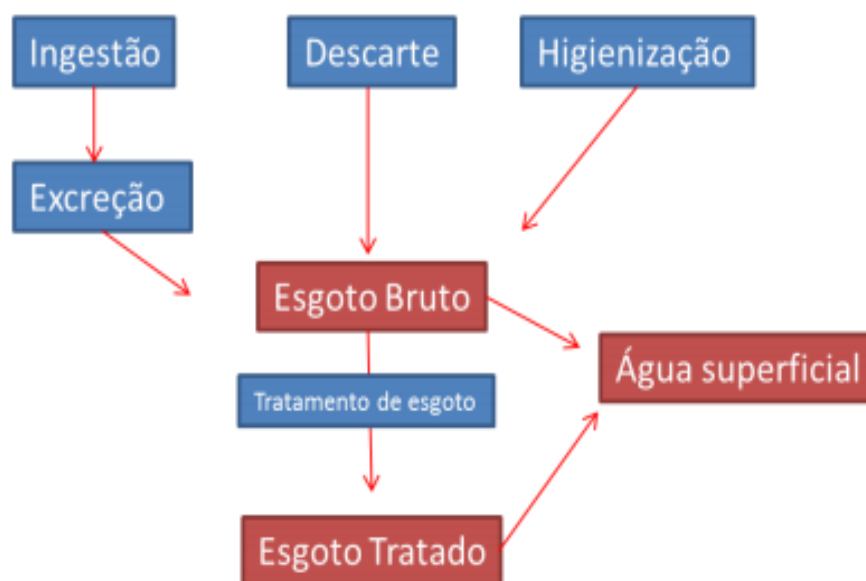 Ingestão
Descarte
Higienização
Excreção
Esgoto Bruto
Água superficial
Tratamento de esgoto
Esgoto Tratado